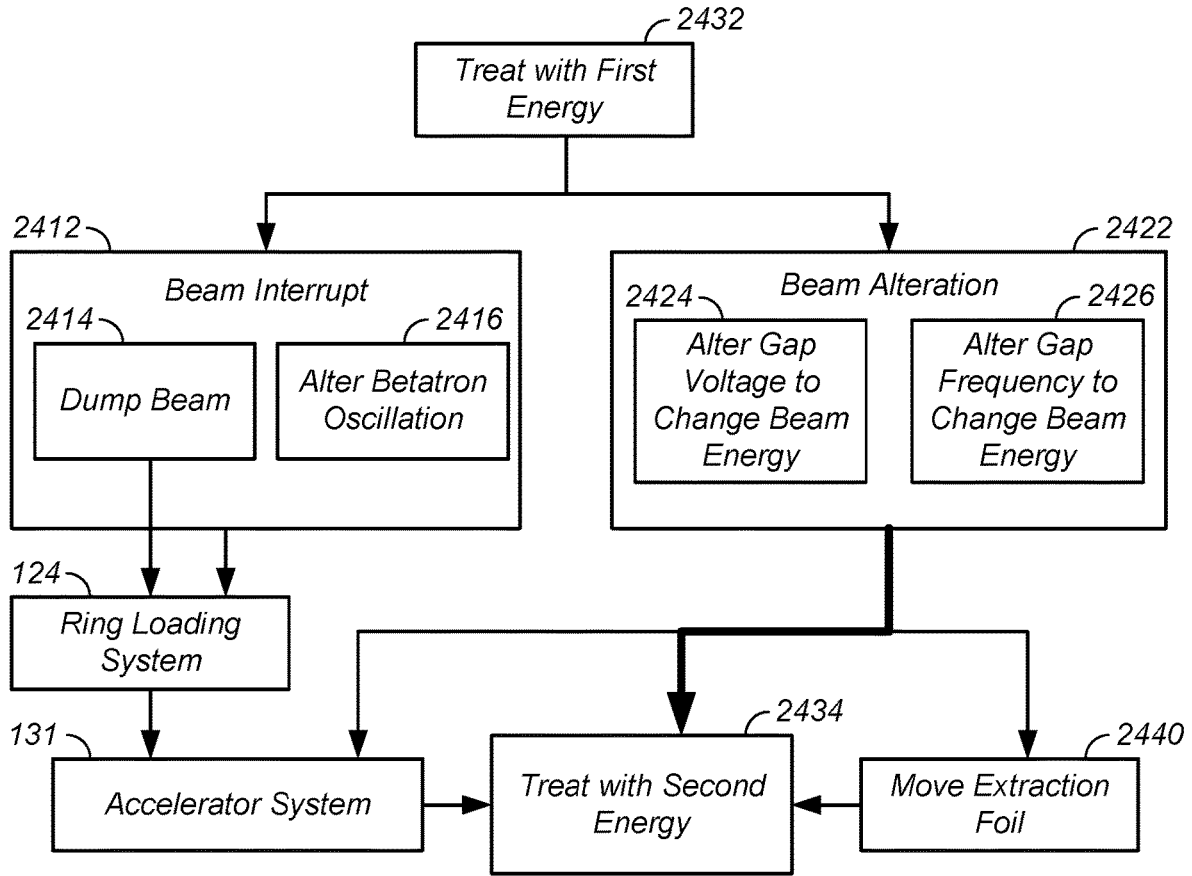 2432
Treat with First
Energy
2412
Beam Interrupt
2414
Dump Beam
2416
Alter Betatron
Oscillation
2422
Beam Alteration
2424
Alter Gap
Voltage to
Change Beam
Energy
2426
Alter Gap
Frequency to
Change Beam
Energy
124
Ring Loading
System
131
Accelerator System
2434
Treat with Second
Energy
2440
Move Extraction
Foil